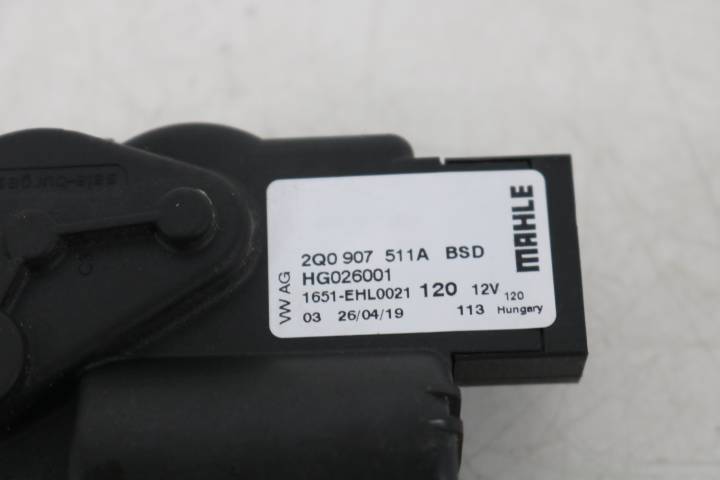 2Q0 907 511A BSD
HG026001
1651-EHL0021 120 12V 120
03 26/04/19 113 Hungary
VW AG
MAHLE